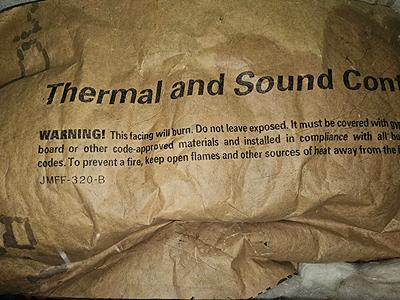 Thermal and Sound Cont
WARNING! This facing will burn. Do not leave exposed. It must be covered with gyp
board or other code-approved materials and installed in compliance with all bu
codes. To prevent a fire, keep open flames and other sources of heat away from the f
JMFF-320-B